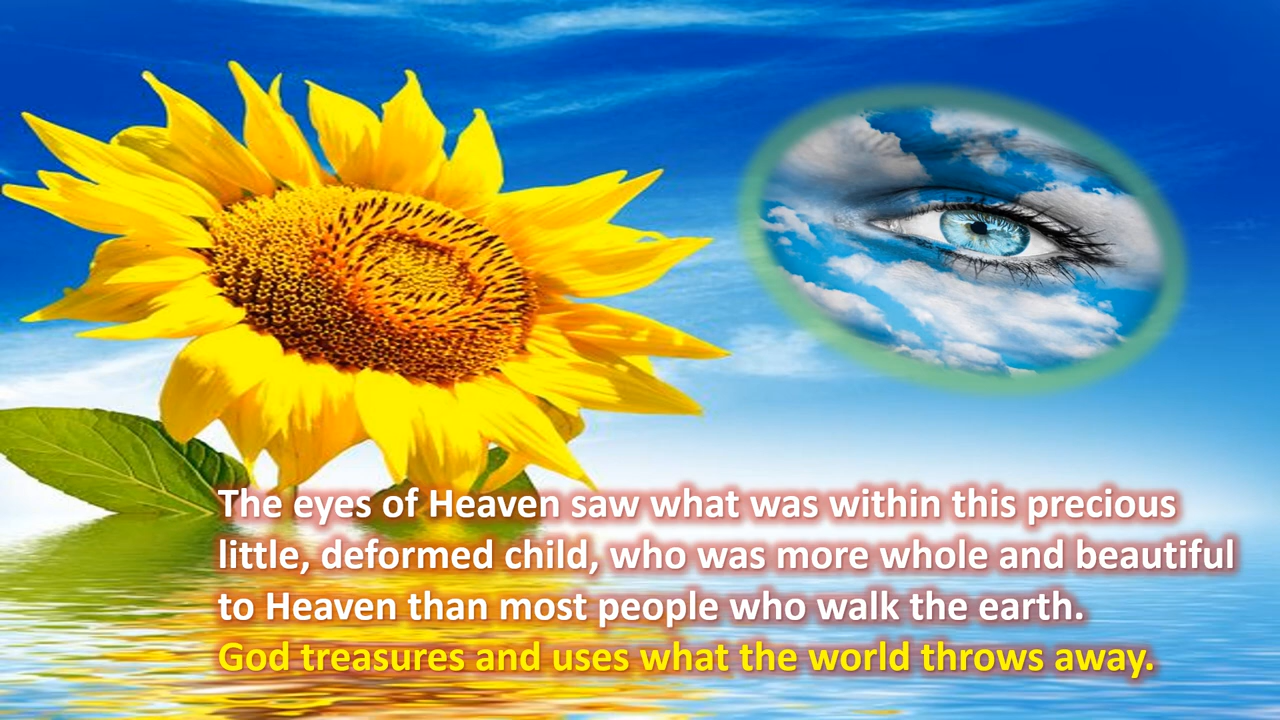 The eyes of Heaven saw what was within this precious
little, deformed child, who was more whole and beautiful
to Heaven than most people who walk the earth.
God treasures and uses what the world throws away.